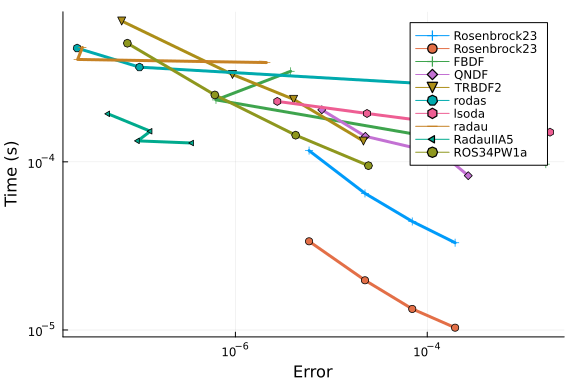 Time (s)
10⁻⁴
10⁻⁵
10⁻⁶
10⁻⁴
Error
Rosenbrock23
Rosenbrock23
FBDF
QNDF
TRBDF2
rodas
lsoda
radau
RadauIIA5
ROS34PW1a